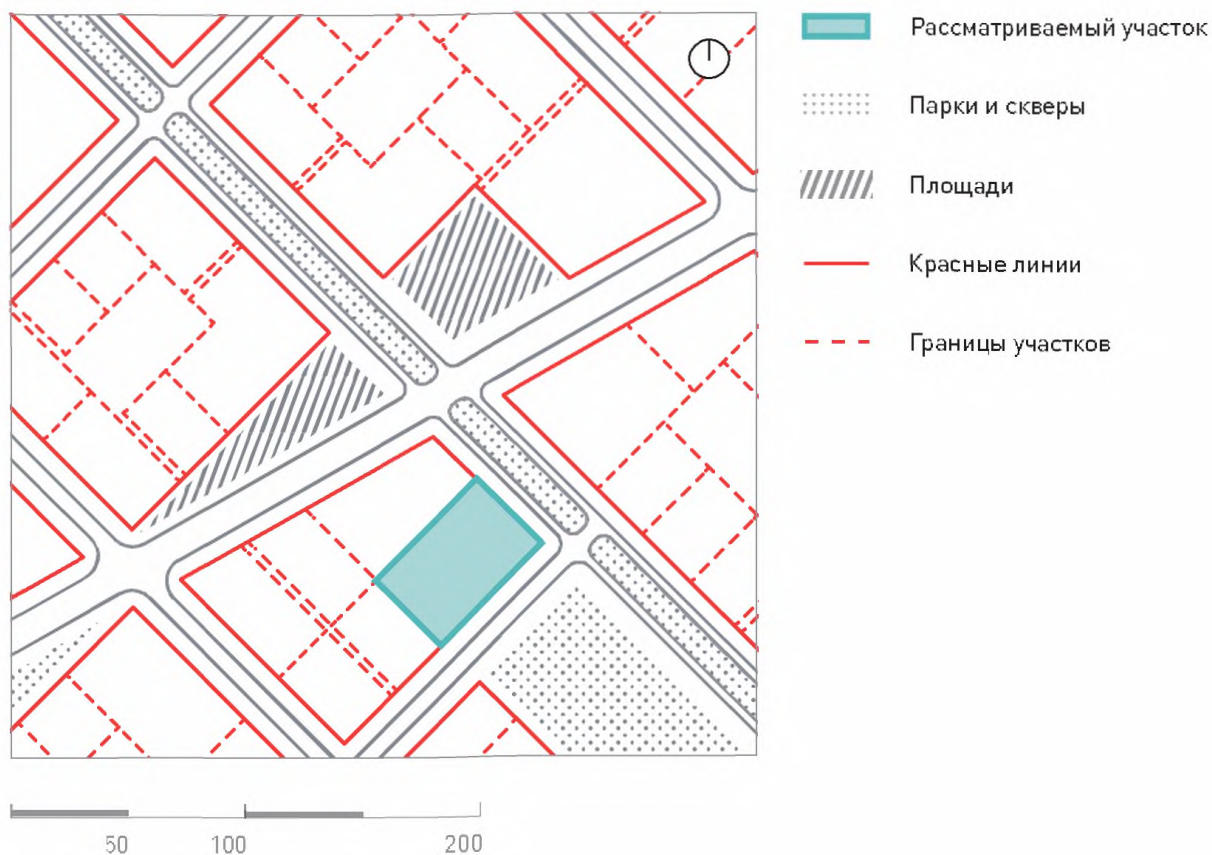 Рассматриваемый участок
Парки и скверы
Площади
Красные линии
Границы участков
50 100 200